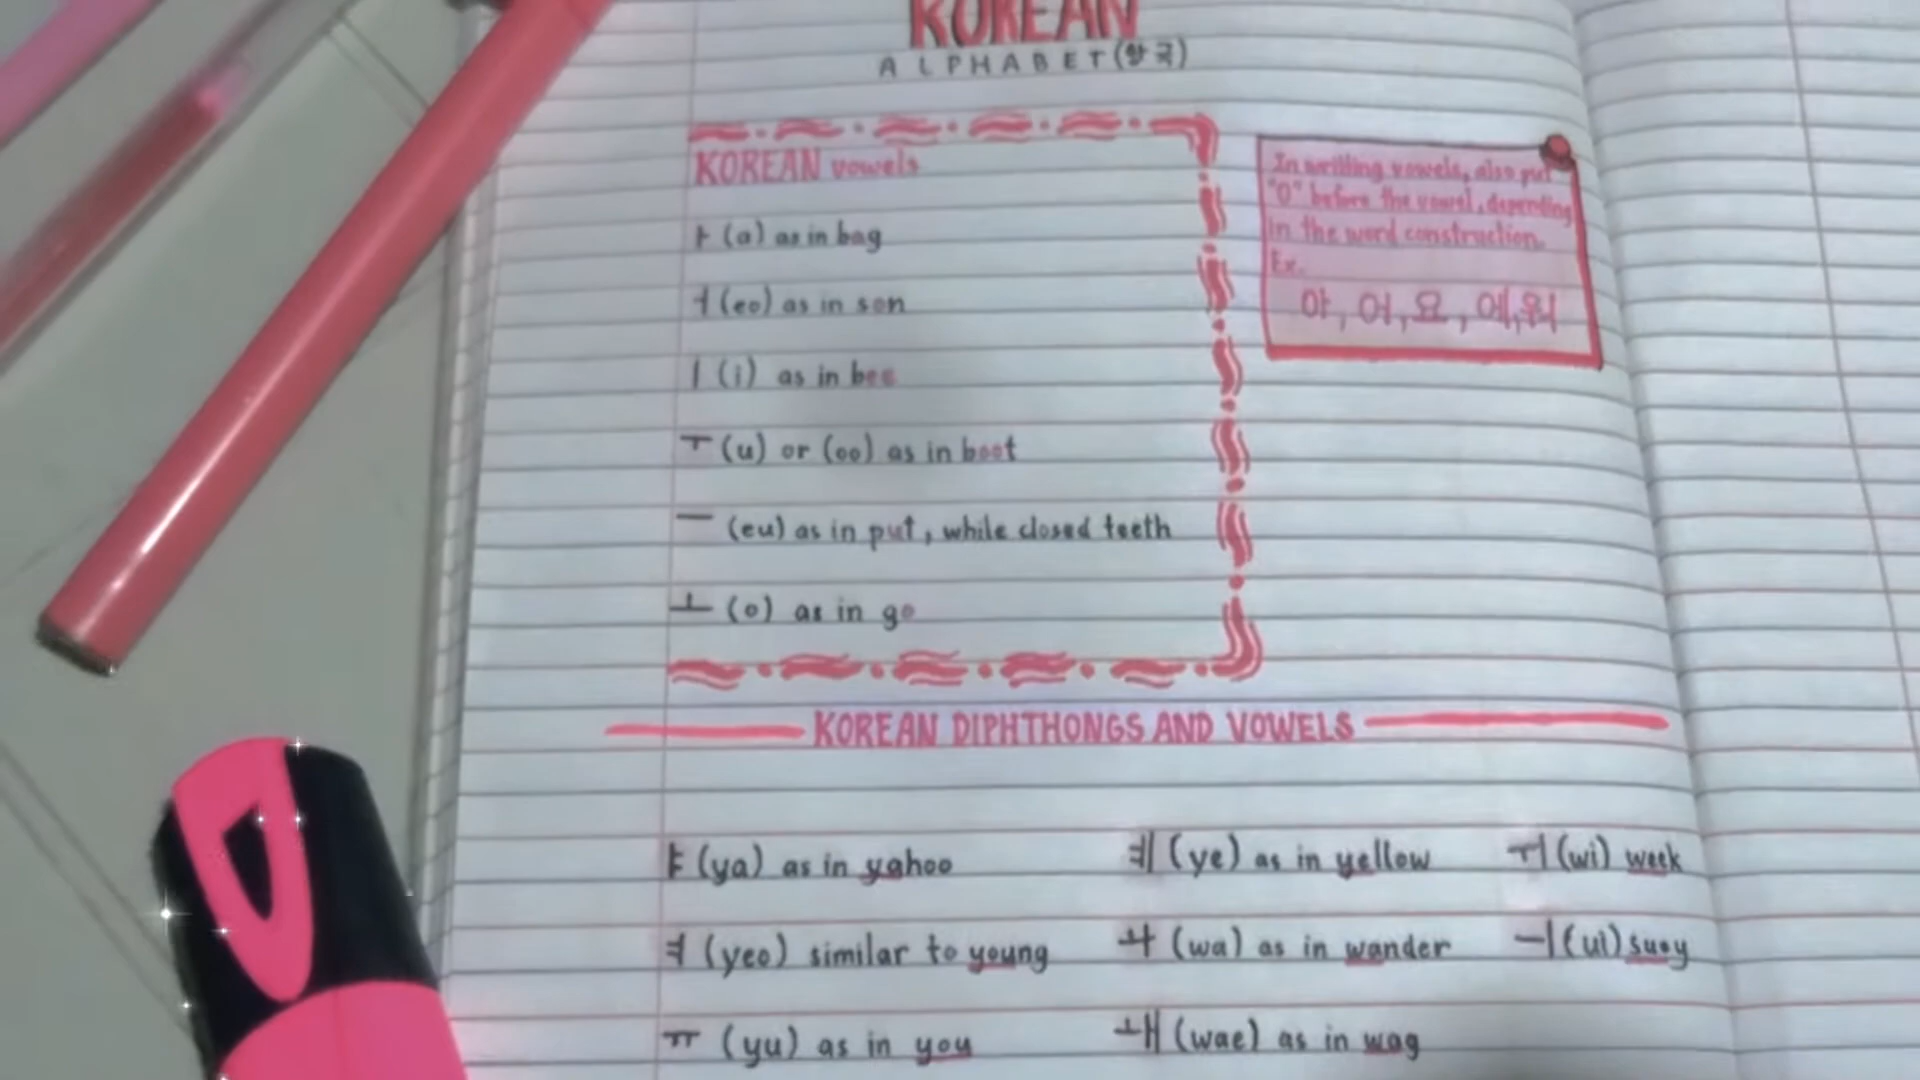 KOREAN
ALPHABET(한국)
KOREAN vowels
ㅏ (a) as in bag
ㅓ (eo) as in son
ㅣ (i) as in bee
ㅜ (u) or (oo) as in boot
ㅡ (eu) as in put, while closed teeth
ㅗ (o) as in go
In writing vowels, also put
"O" before the vowel, depending
in the word construction.
Ex.
아, 어, 요, 에, 워
KOREAN DIPHTHONGS AND VOWELS
ㅑ (ya) as in yahoo
ㅕ (yeo) similar to young
ㅠ (yu) as in you
ㅖ (ye) as in yellow
ㅘ (wa) as in wander
ㅙ (wae) as in wag
ㅟ (wi) week
ㅢ (ui)